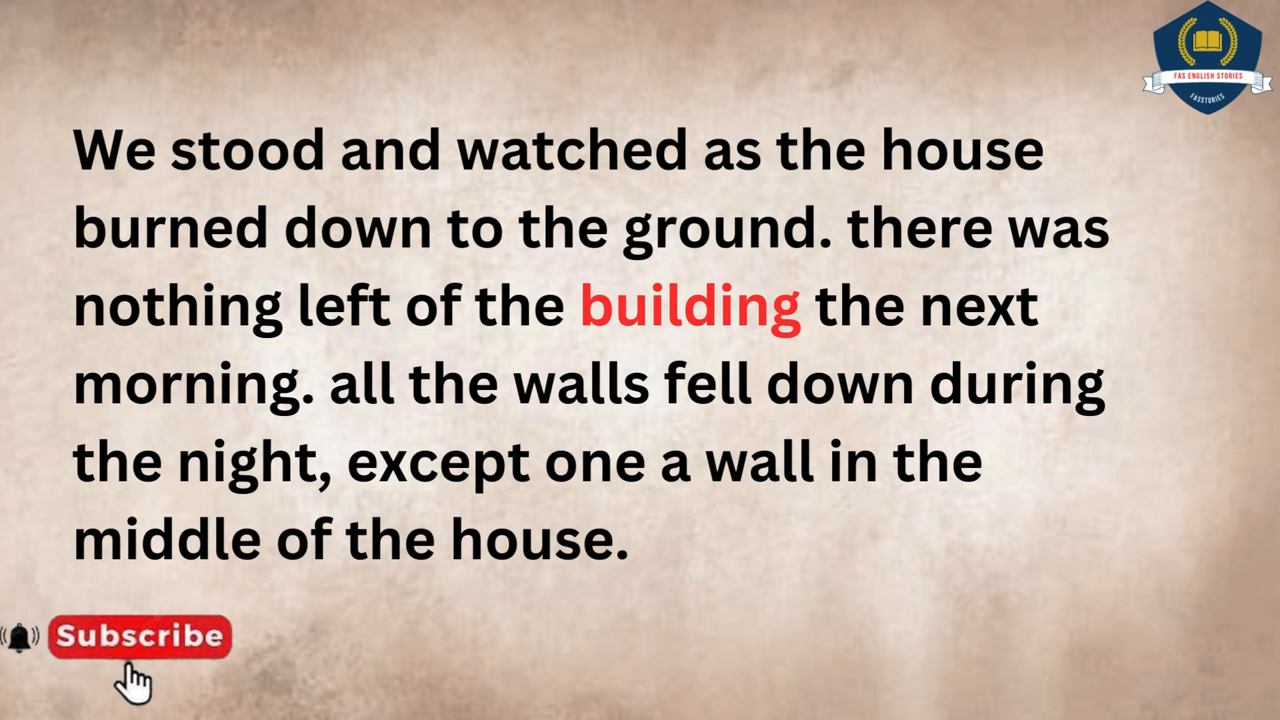 FAS ENGLISH STORIES
FASSTORIES
We stood and watched as the house
burned down to the ground. there was
nothing left of the building the next
morning. all the walls fell down during
the night, except one a wall in the
middle of the house.
Subscribe